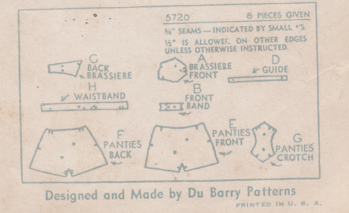 5720 8 PIECES GIVEN
⅜" SEAMS — INDICATED BY SMALL •'S.
½" IS ALLOWED. ON OTHER EDGES
UNLESS OTHERWISE INSTRUCTED.
C
BACK
BRASSIERE
A
BRASSIERE
FRONT
D
GUIDE
H
WAISTBAND
B
FRONT
BAND
F
PANTIES
BACK
E
PANTIES
FRONT
G
PANTIES
CROTCH
Designed and Made by Du Barry Patterns
PRINTED IN U. S. A.